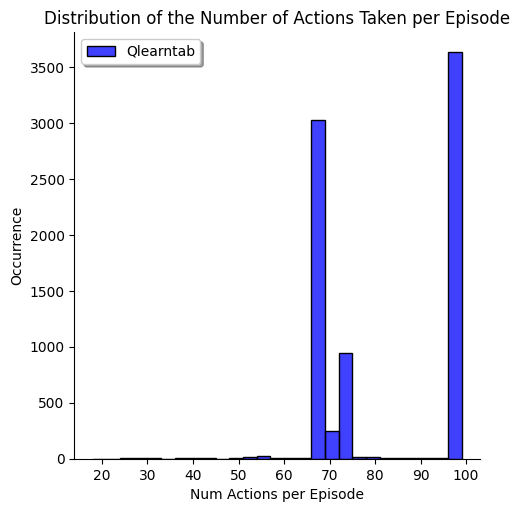 Distribution of the Number of Actions Taken per Episode
Qlearntab
3500
3000
2500
2000
1500
1000
500
0
Occurrence
20 30 40 50 60 70 80 90 100
Num Actions per Episode